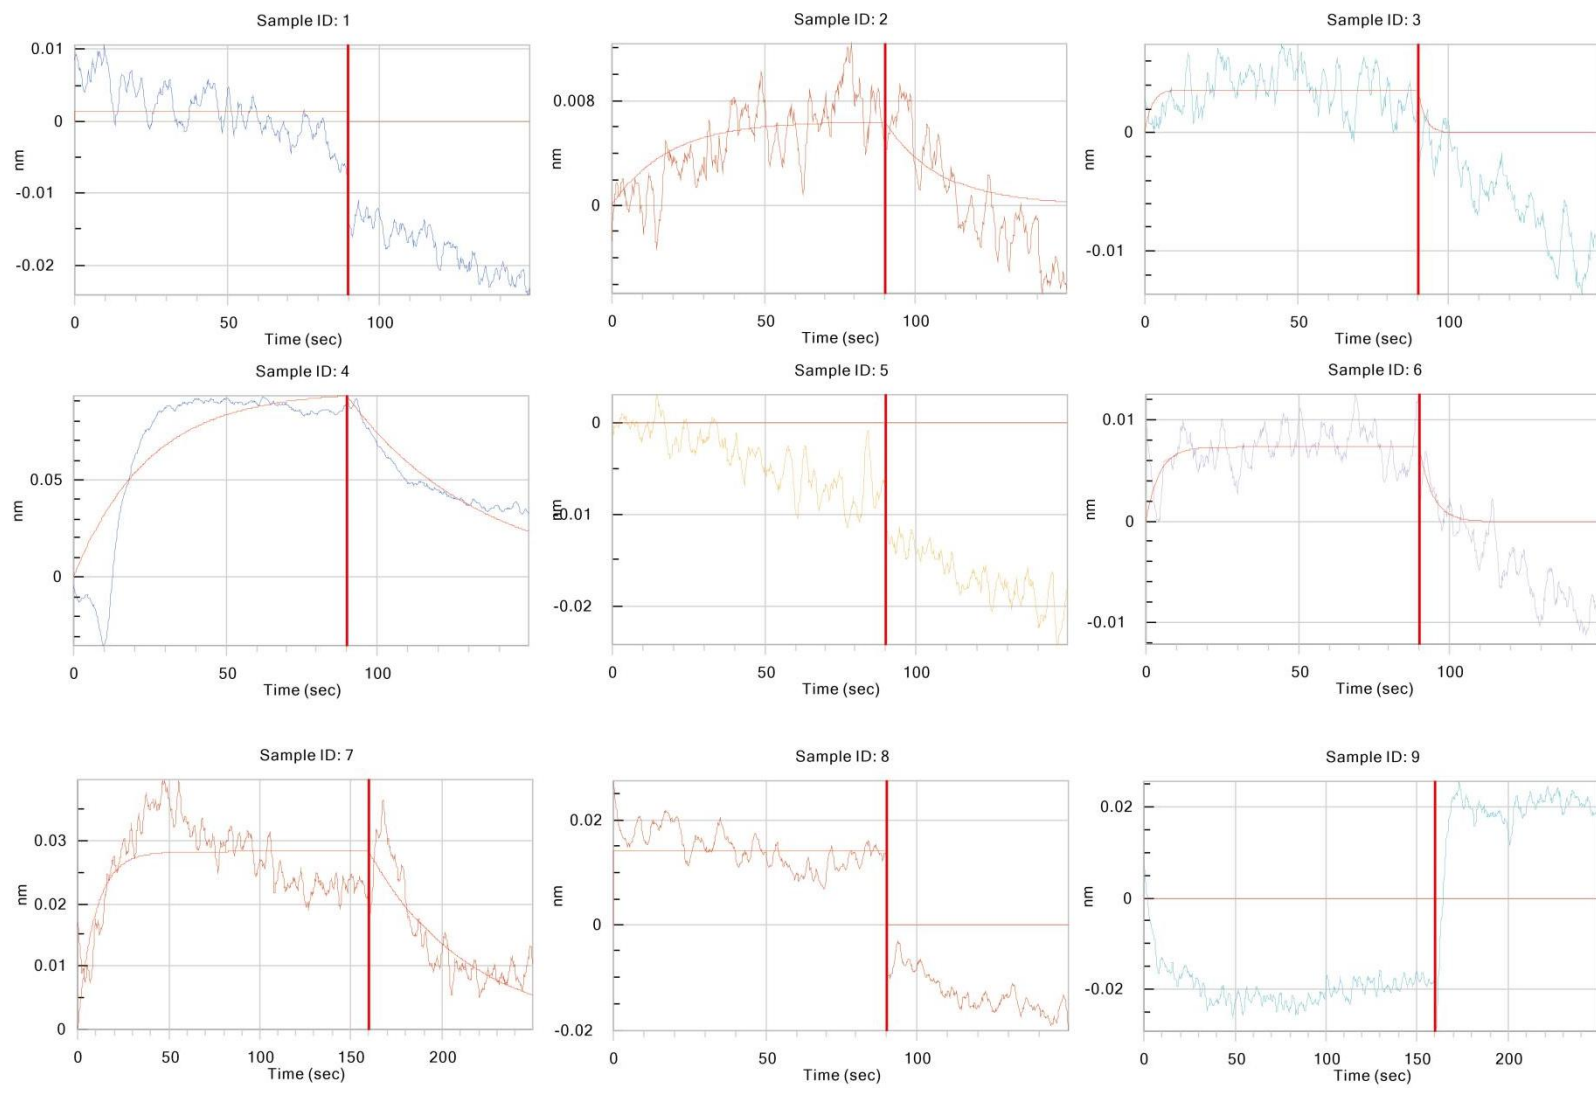 Sample ID: 1
0.01
0
-0.01
-0.02
nm
0 50 100
Time (sec)
Sample ID: 2
0.008
0
nm
0 50 100
Time (sec)
Sample ID: 3
0
-0.01
nm
0 50 100
Time (sec)
Sample ID: 4
0.05
0
nm
0 50 100
Time (sec)
Sample ID: 5
0
-0.01
-0.02
nm
0 50 100
Time (sec)
Sample ID: 6
0.01
0
-0.01
nm
0 50 100
Time (sec)
Sample ID: 7
0.03
0.02
0.01
0
nm
0 50 100 150 200
Time (sec)
Sample ID: 8
0.02
0
-0.02
nm
0 50 100
Time (sec)
Sample ID: 9
0.02
0
-0.02
nm
0 50 100 150 200
Time (sec)